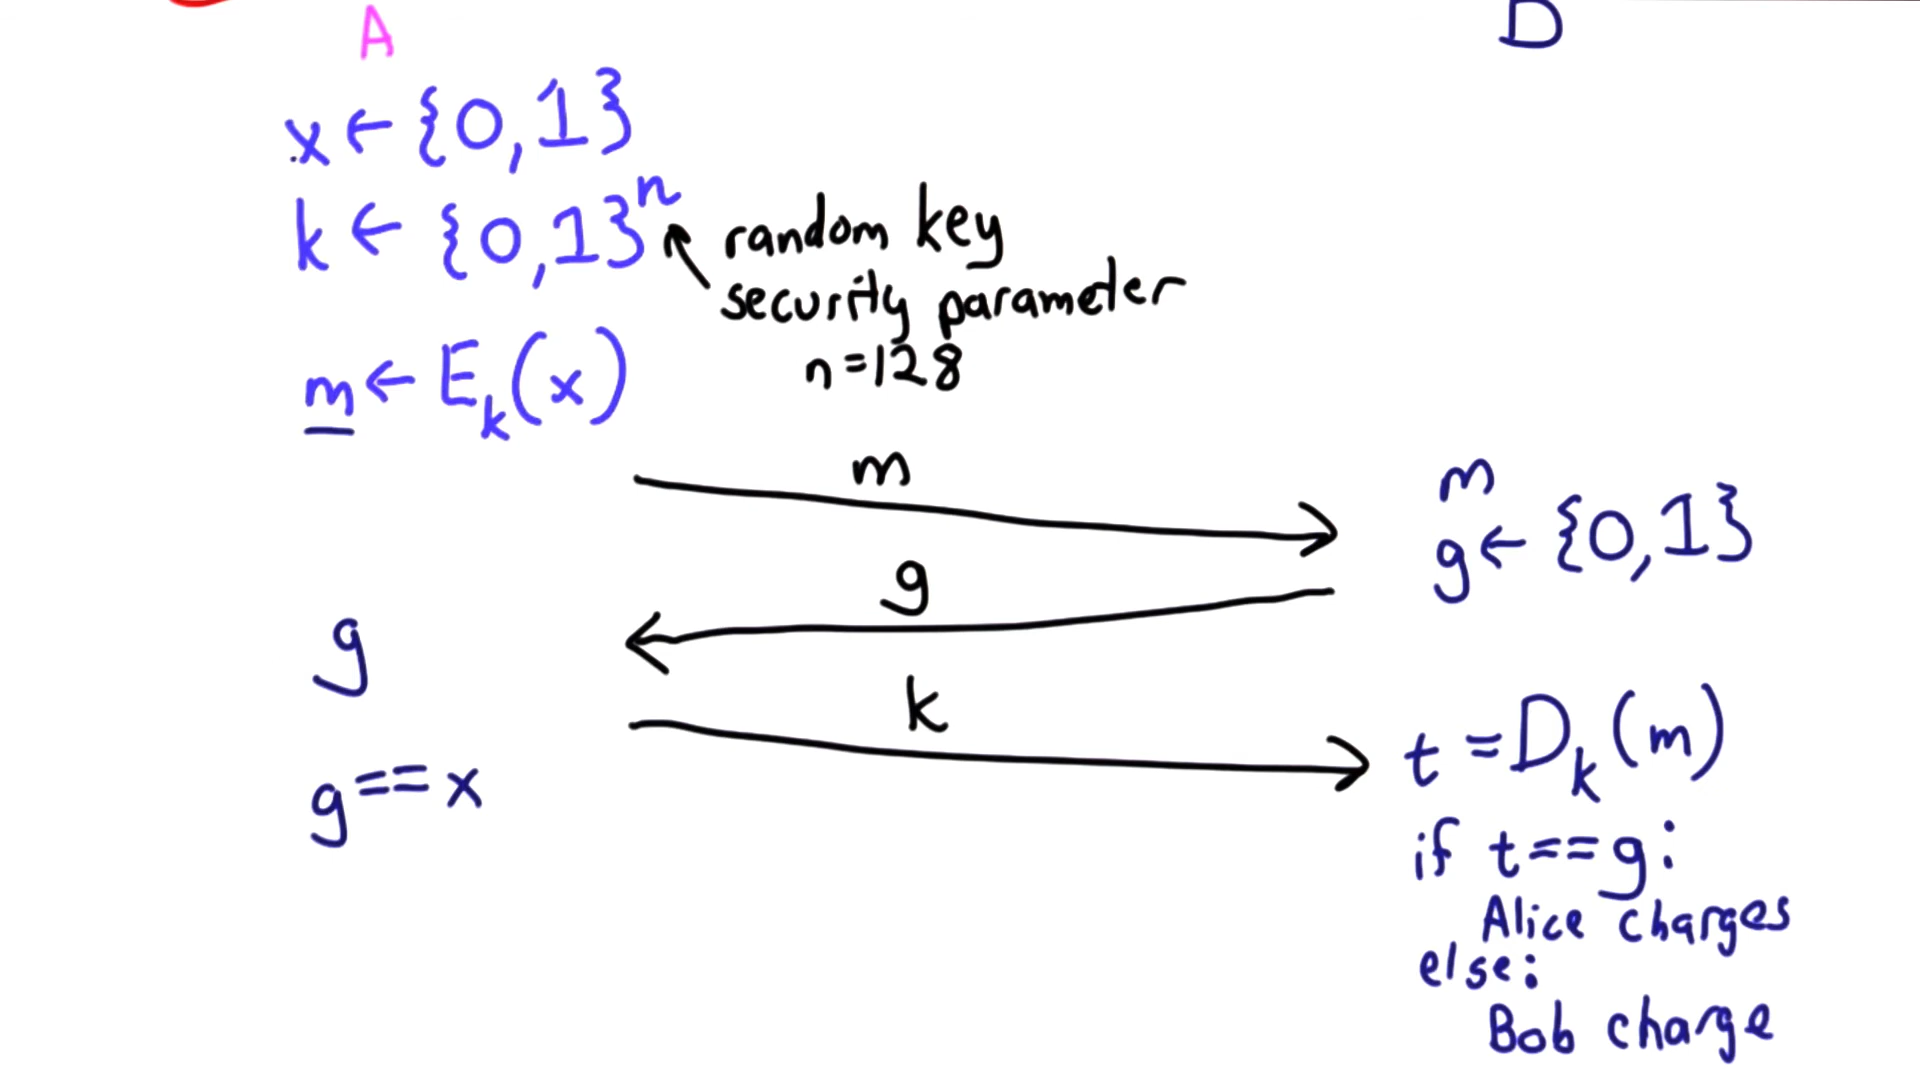 A
D
x ← {0,1}
k ← {0,1}ⁿ
random key
security parameter
n=128
m ← E_k(x)
m
m
g ← {0,1}
g
g
k
g==x
t = D_k(m)
if t==g:
Alice charges
else:
Bob charge